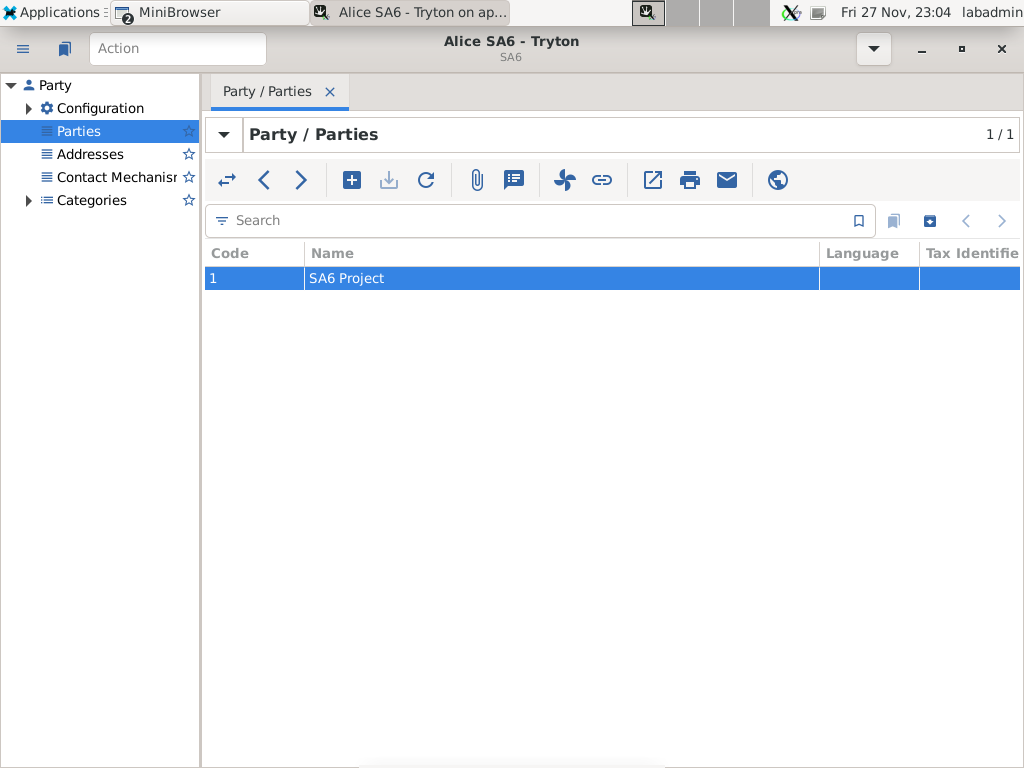 Applications
2 MiniBrowser
Alice SA6 - Tryton on ap...
Fri 27 Nov, 23:04
labadmin
Action
Alice SA6 - Tryton
SA6
Party
Configuration
Parties
Addresses
Contact Mechanisr
Categories
Party / Parties
Party / Parties
1 / 1
Search
Code Name Language Tax Identifie
1 SA6 Project